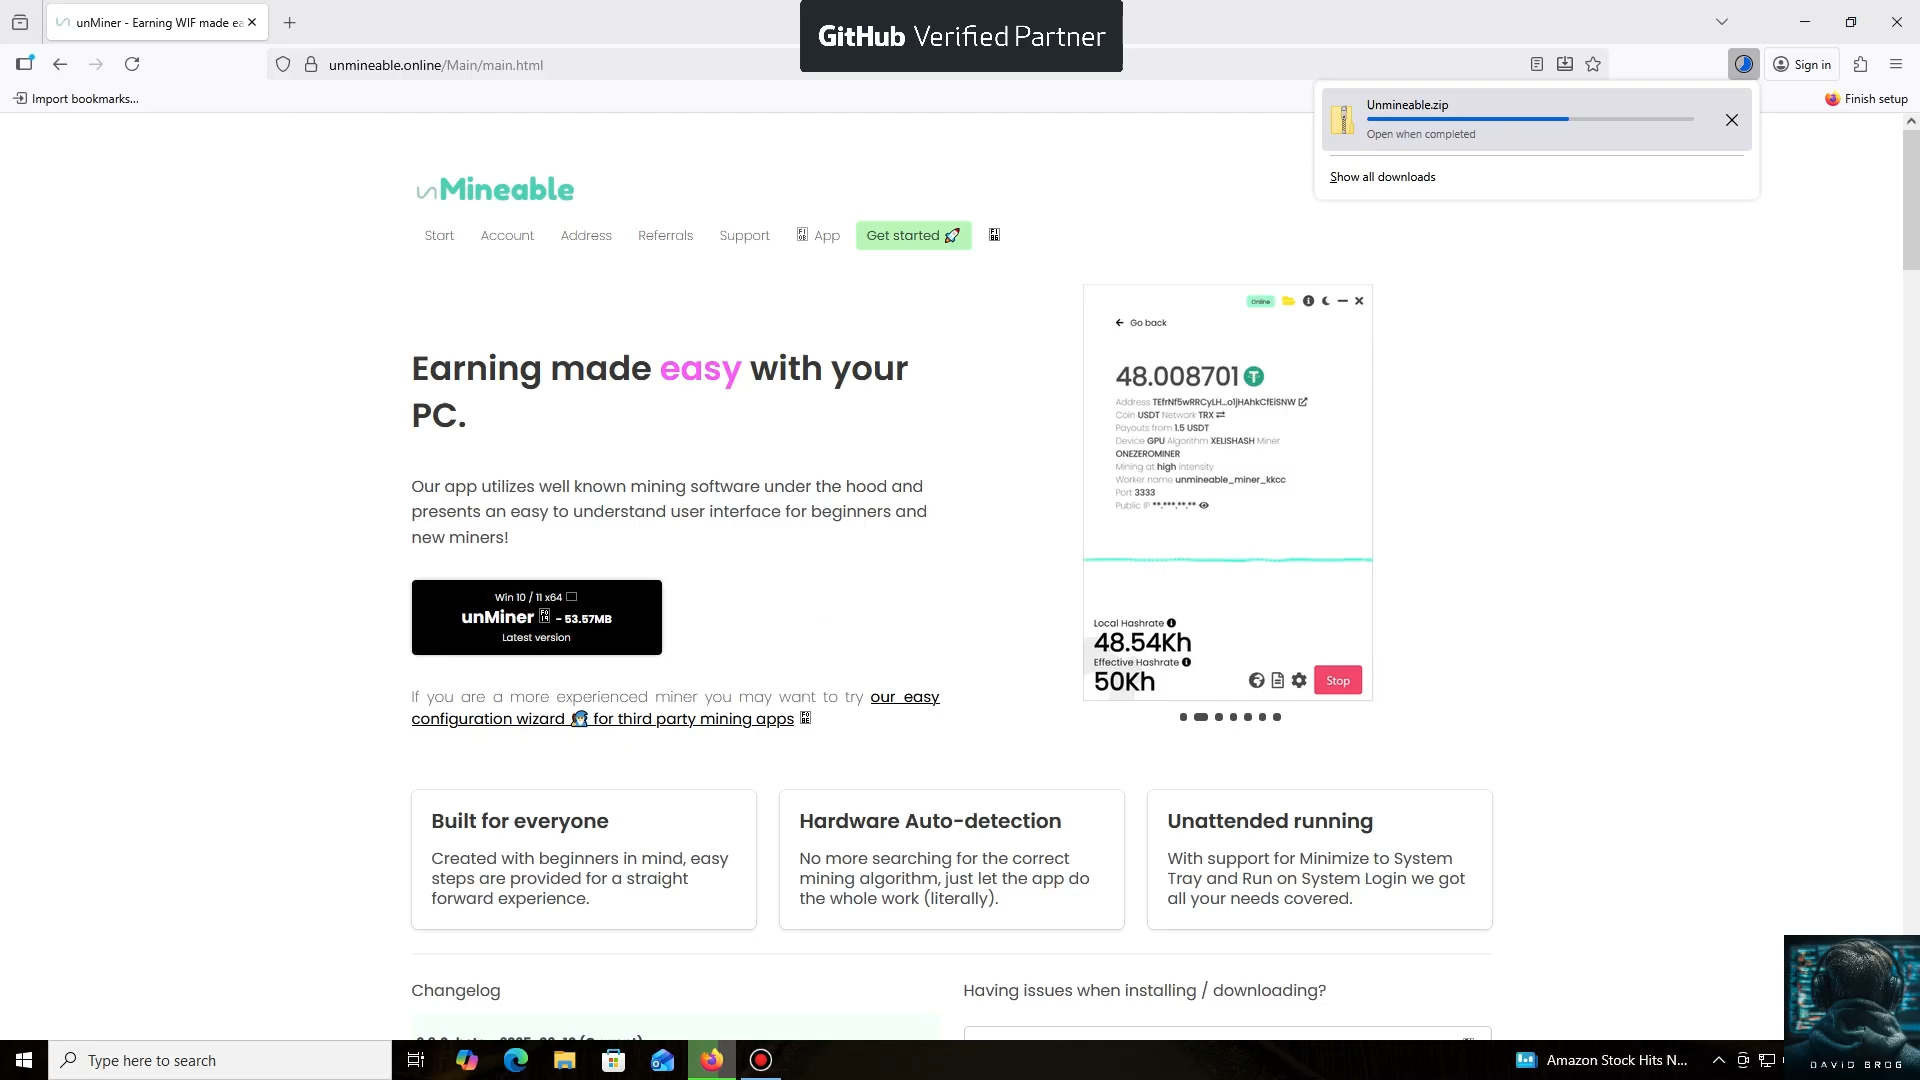 unMiner - Earning WIF made ea
GitHub Verified Partner
unmineable.online/Main/main.html
Sign in
Import bookmarks...
Finish setup
Unmineable.zip
Open when completed
Show all downloads
unMineable
Start
Account
Address
Referrals
Support
App
Get started 🚀
Online
Go back
48.008701
Address TEfrNf5wRRCyLH...o1jHAhkCfEiSNW
Coin USDT Network TRX
Payouts from 1.5 USDT
Device GPU Algorithm XELISHASH Miner
ONEZEROMINER
Mining at high intensity
Worker name unmineable_miner_kkcc
Port 3333
Public IP **.***.**.**
Local Hashrate
48.54Kh
Effective Hashrate
50Kh
Stop
Earning made easy with your
PC.
Our app utilizes well known mining software under the hood and
presents an easy to understand user interface for beginners and
new miners!
Win 10 / 11 x64
unMiner - 53.57MB
Latest version
If you are a more experienced miner you may want to try our easy
configuration wizard for third party mining apps
Built for everyone
Created with beginners in mind, easy
steps are provided for a straight
forward experience.
Hardware Auto-detection
No more searching for the correct
mining algorithm, just let the app do
the whole work (literally).
Unattended running
With support for Minimize to System
Tray and Run on System Login we got
all your needs covered.
Changelog
Having issues when installing / downloading?
Type here to search
Amazon Stock Hits N...
DAVID BROG